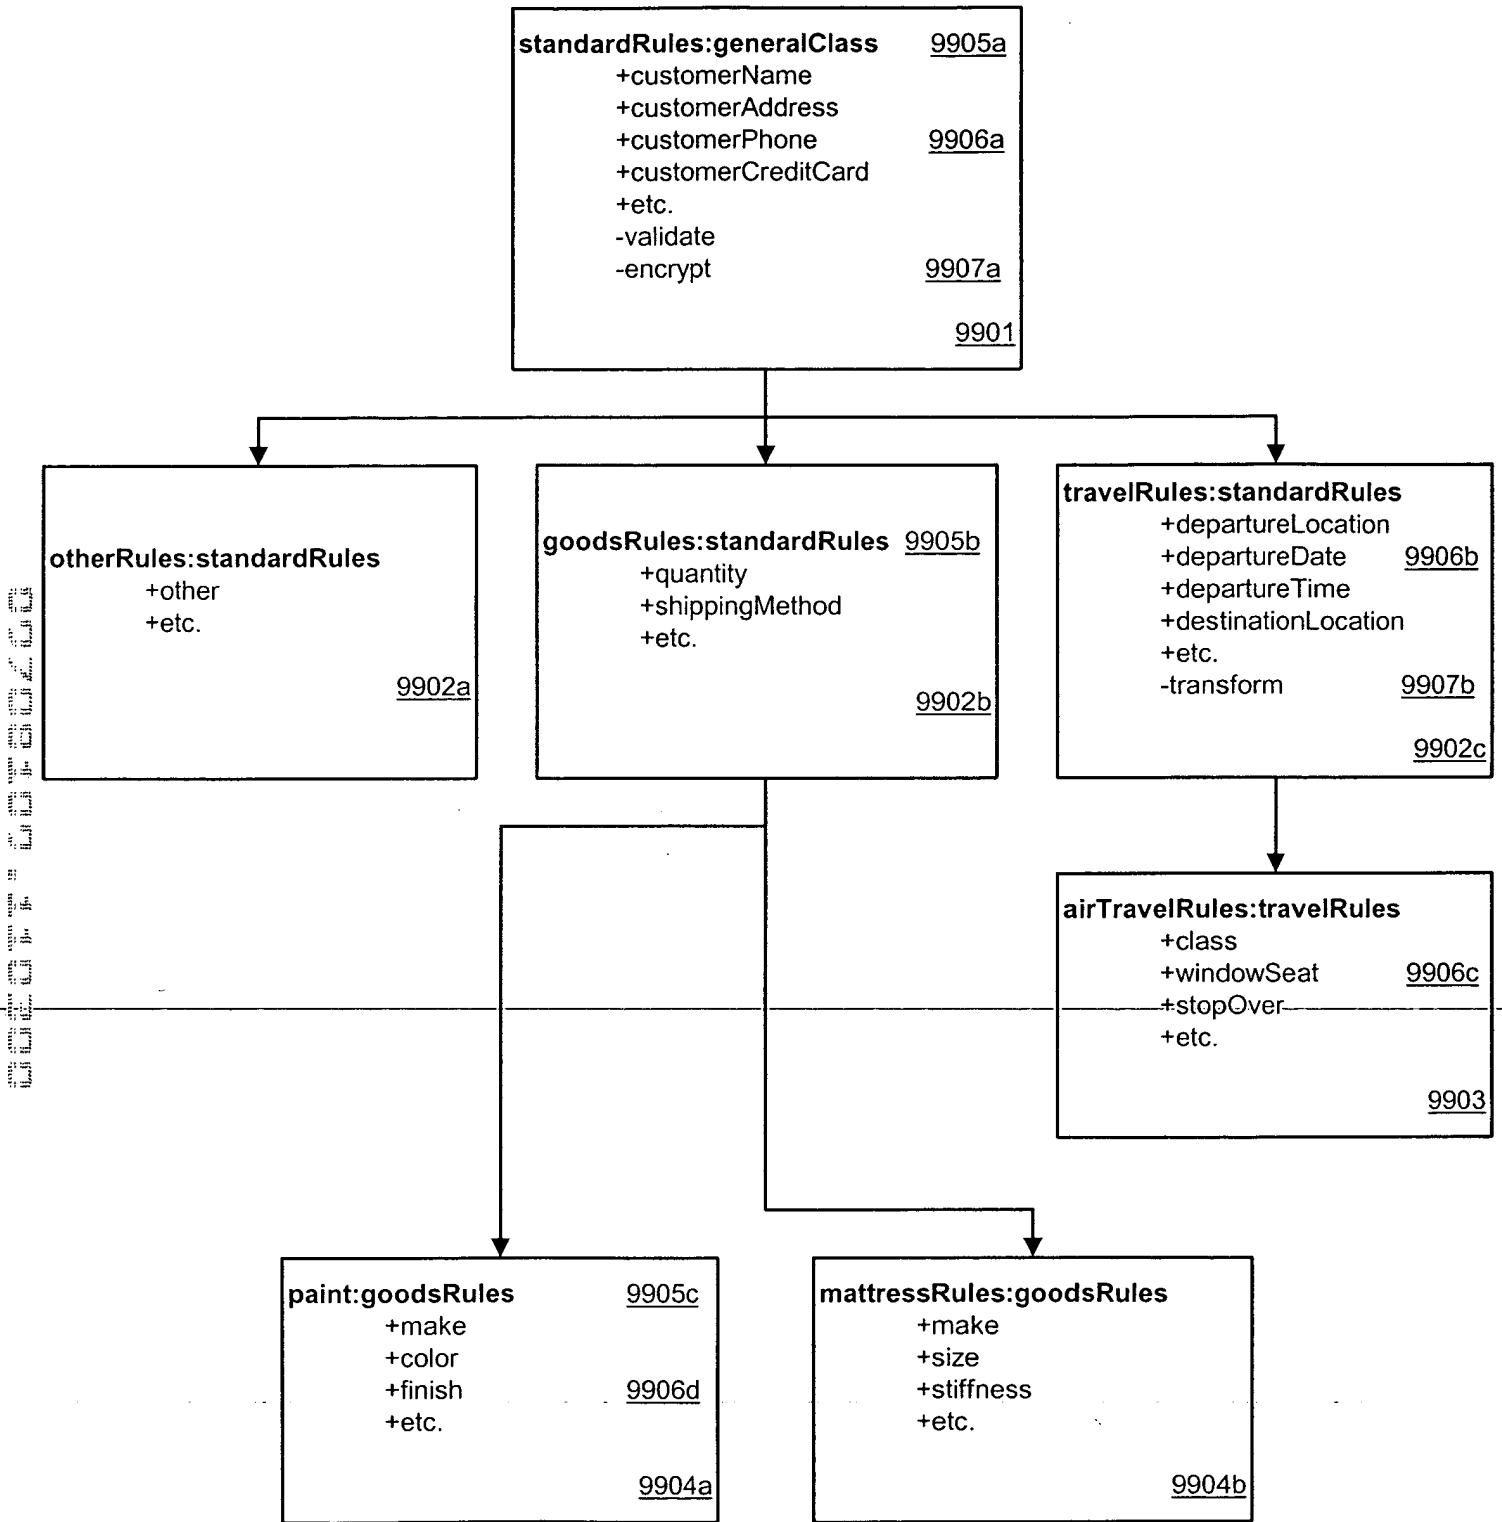 standardRules:generalClass 9905a
+customerName
+customerAddress
+customerPhone 9906a
+customerCreditCard
+etc.
-validate
-encrypt 9907a
9901
otherRules:standardRules
+other
+etc.
9902a
goodsRules:standardRules 9905b
+quantity
+shippingMethod
+etc.
9902b
travelRules:standardRules
+departureLocation
+departureDate 9906b
+departureTime
+destinationLocation
+etc.
-transform 9907b
9902c
airTravelRules:travelRules
+class
+windowSeat 9906c
+stopOver
+etc.
9903
paint:goodsRules 9905c
+make
+color
+finish 9906d
+etc.
9904a
mattressRules:goodsRules
+make
+size
+stiffness
+etc.
9904b